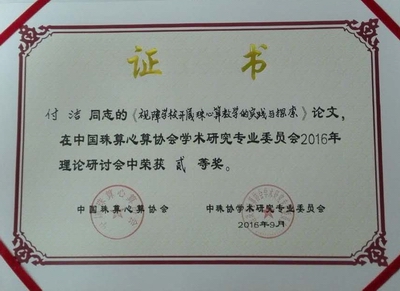 证书
付洁 同志的《视障学校开展珠心算教学的实践与探索》论文,
在中国珠算心算协会学术研究专业委员会2016年
理论研讨会中荣获 贰 等奖。
中国珠算心算协会 中珠协学术研究专业委员会
2016年9月